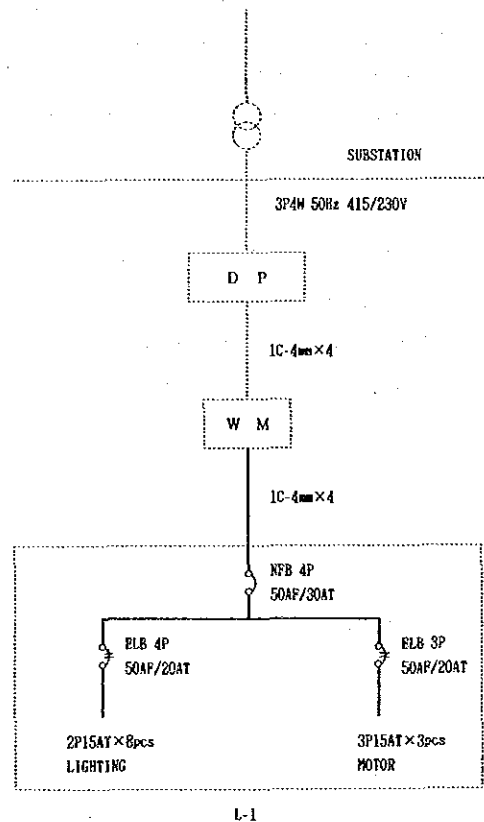 SUBSTATION
3P4W 50Hz 415/230V
D P
1C-4mm×4
W M
1C-4mm×4
NFB 4P
50AF/30AT
ELB 4P
50AF/20AT
ELB 3P
50AF/20AT
2P15AT×8pcs
LIGHTING
3P15AT×3pcs
MOTOR
L-1